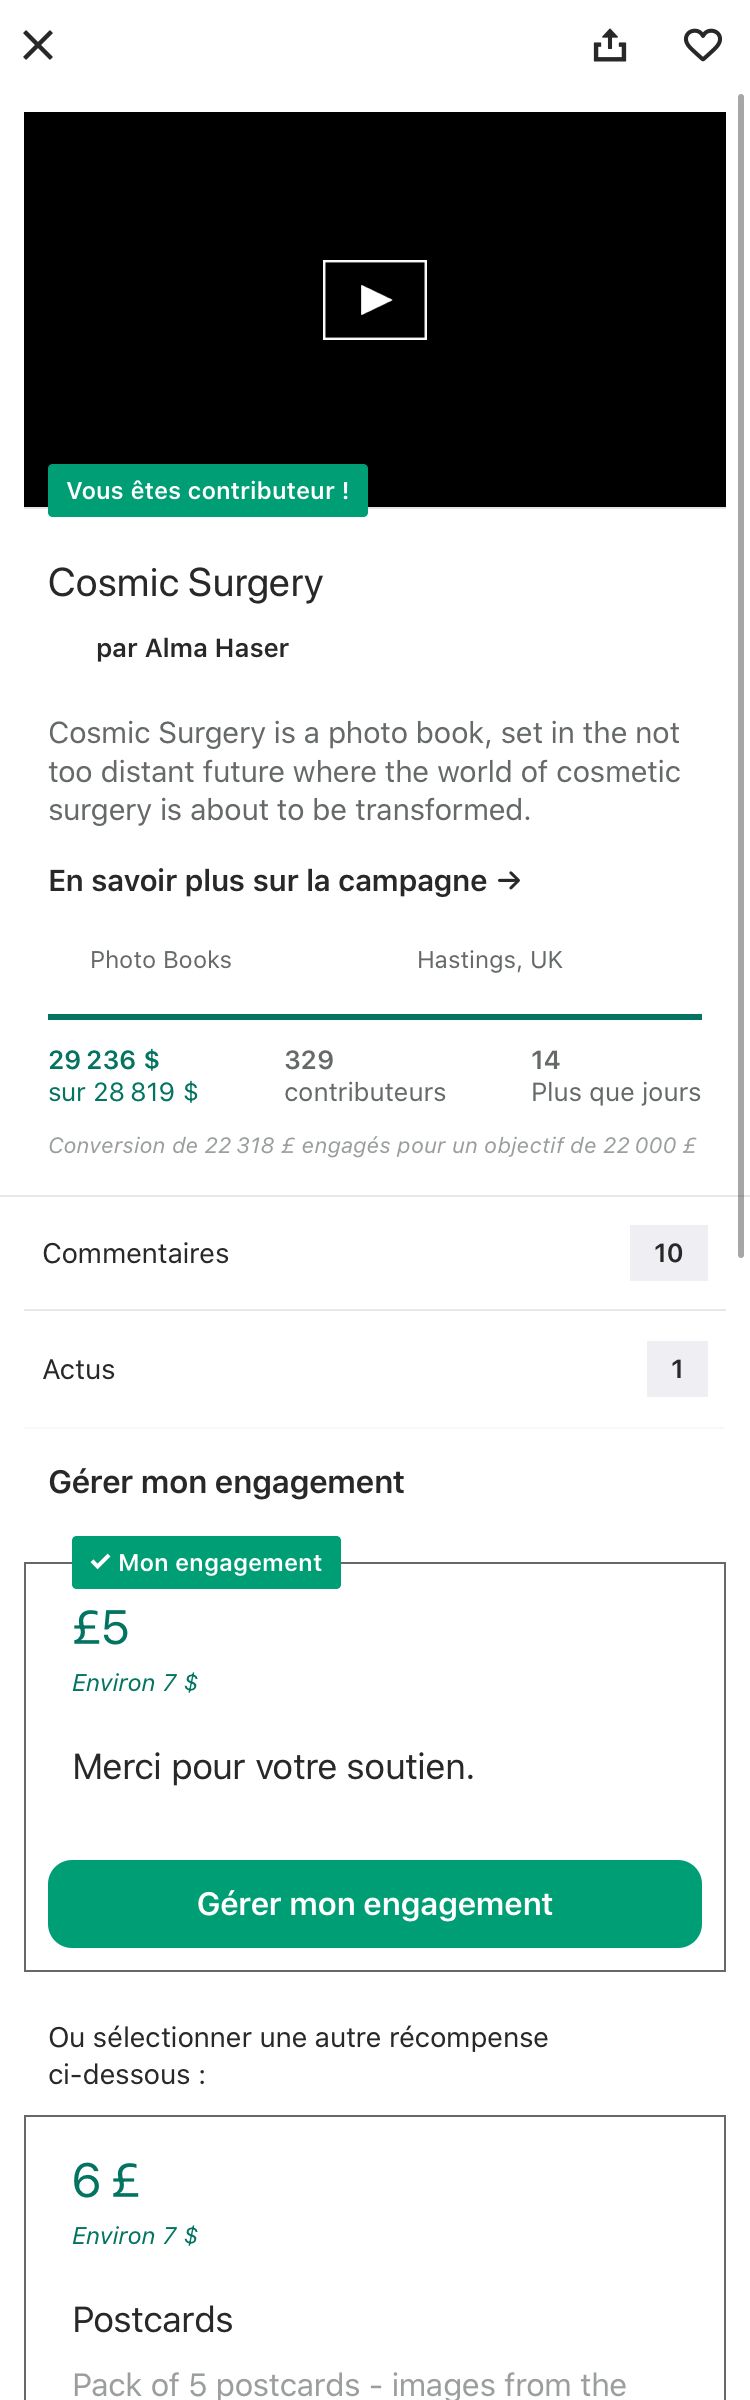 Vous êtes contributeur !
Cosmic Surgery
par Alma Haser
Cosmic Surgery is a photo book, set in the not
too distant future where the world of cosmetic
surgery is about to be transformed.
En savoir plus sur la campagne →
Photo Books
Hastings, UK
29 236 $
sur 28 819 $
329
contributeurs
14
Plus que jours
Conversion de 22 318 £ engagés pour un objectif de 22 000 £
Commentaires
10
Actus
1
Gérer mon engagement
✓ Mon engagement
£5
Environ 7 $
Merci pour votre soutien.
Gérer mon engagement
Ou sélectionner une autre récompense
ci-dessous :
6 £
Environ 7 $
Postcards
Pack of 5 postcards - images from the